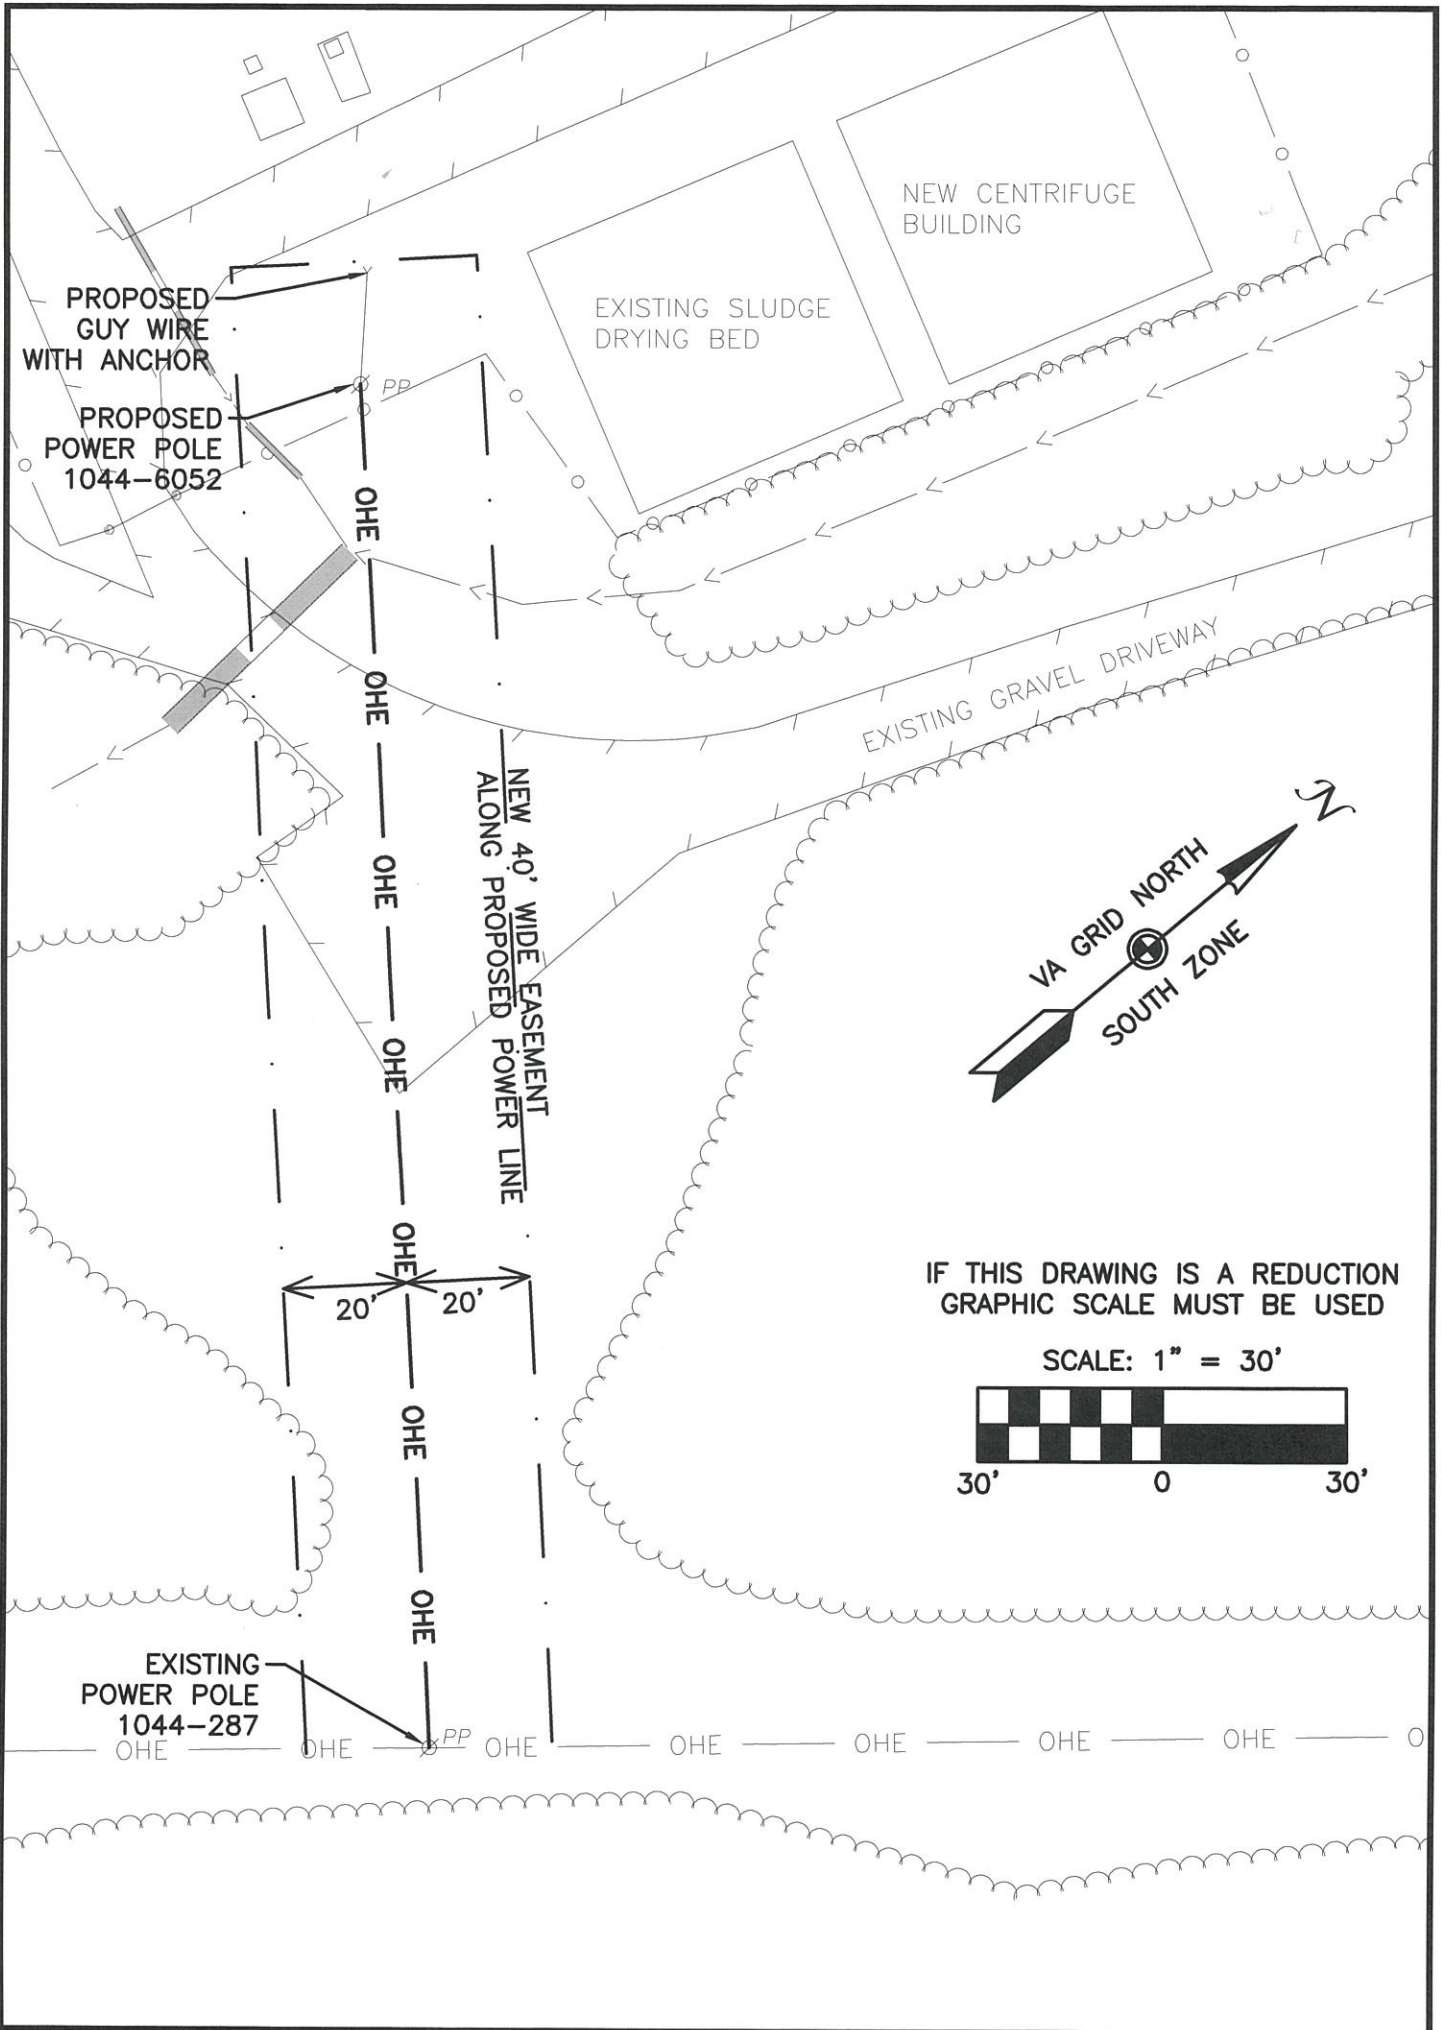 NEW CENTRIFUGE
BUILDING
EXISTING SLUDGE
DRYING BED
PROPOSED
GUY WIRE
WITH ANCHOR
PP
PROPOSED
POWER POLE
1044-6052
OHE
OHE
EXISTING GRAVEL DRIVEWAY
NEW 40' WIDE EASEMENT
ALONG PROPOSED POWER LINE
OHE
OHE
N
VA GRID NORTH
SOUTH ZONE
OHE
20' 20'
IF THIS DRAWING IS A REDUCTION
GRAPHIC SCALE MUST BE USED
SCALE: 1" = 30'
30' 0 30'
OHE
OHE
EXISTING
POWER POLE
1044-287
PP
OHE OHE OHE OHE OHE OHE OHE O